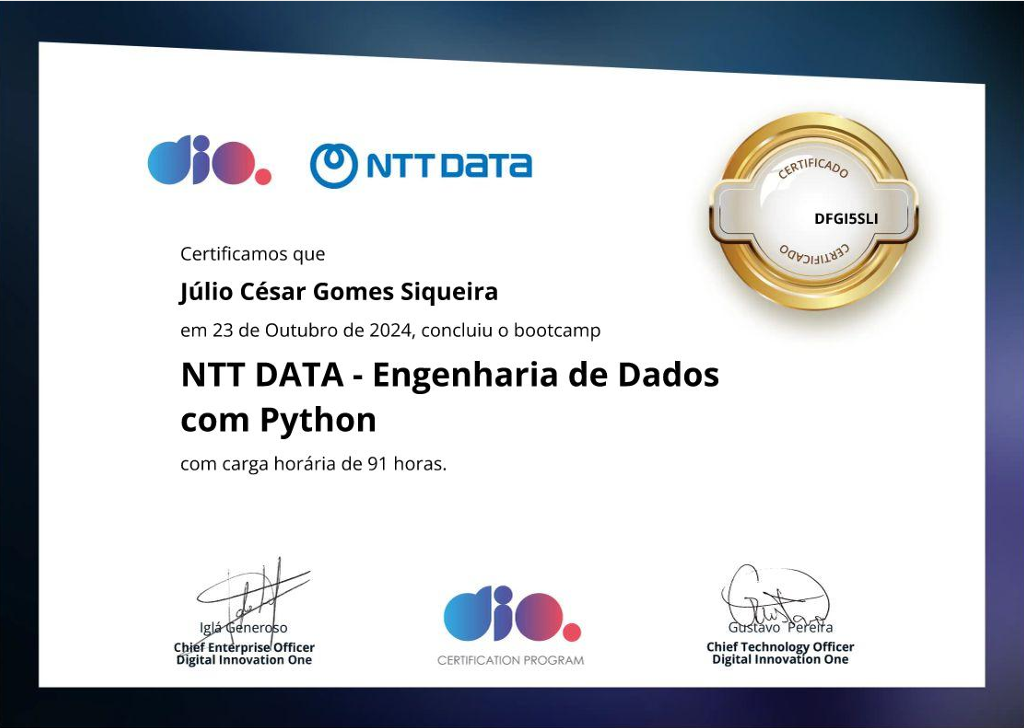 dio.
NTT DATA
CERTIFICADO
DFGI5SLI
CERTIFICADO
Certificamos que
Júlio César Gomes Siqueira
em 23 de Outubro de 2024, concluiu o bootcamp
NTT DATA - Engenharia de Dados
com Python
com carga horária de 91 horas.
Iglá Generoso
Chief Enterprise Officer
Digital Innovation One
dio.
CERTIFICATION PROGRAM
Gustavo
Gustavo Pereira
Chief Technology Officer
Digital Innovation One